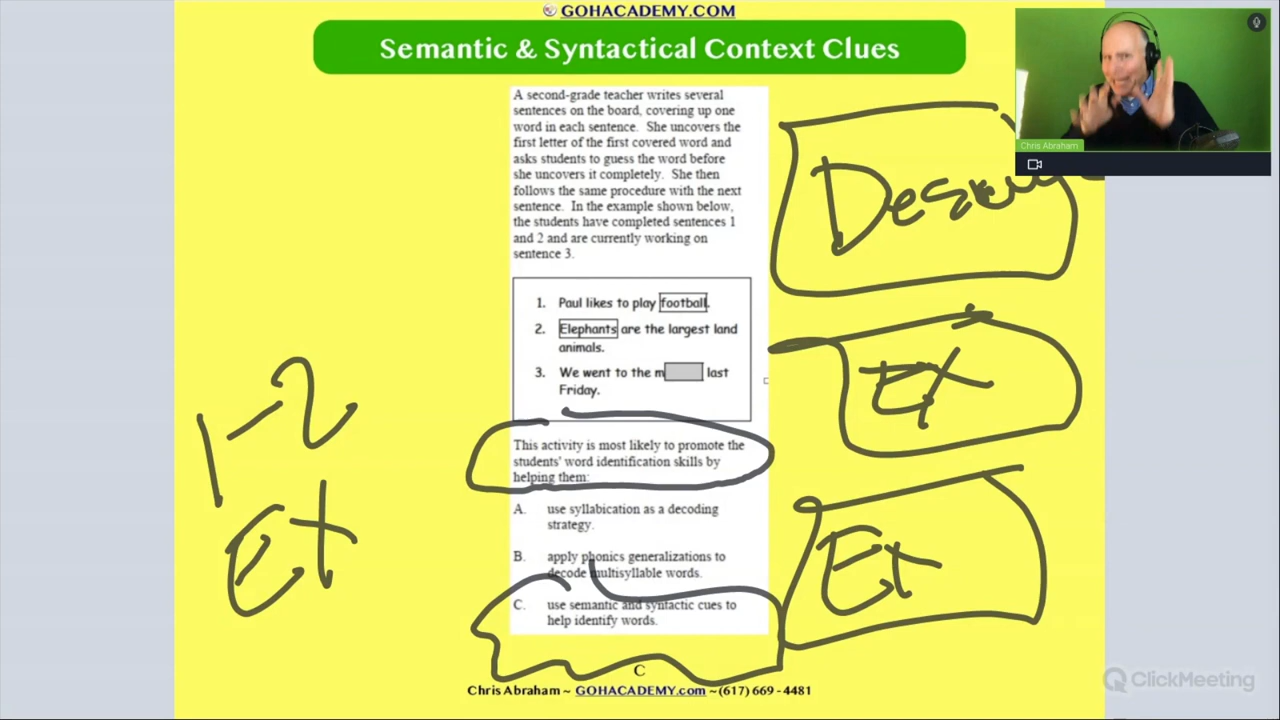 GOHACADEMY.COM
Semantic & Syntactical Context Clues
Chris Abraham
A second-grade teacher writes several
sentences on the board, covering up one
word in each sentence. She uncovers the
first letter of the first covered word and
asks students to guess the word before
she uncovers it completely. She then
follows the same procedure with the next
sentence. In the example shown below,
the students have completed sentences 1
and 2 and are currently working on
sentence 3.
1. Paul likes to play football.
2. Elephants are the largest land
animals.
3. We went to the m last
Friday.
This activity is most likely to promote the
students' word identification skills by
helping them:
A. use syllabication as a decoding
strategy.
B. apply phonics generalizations to
decode multisyllable words.
C. use semantic and syntactic cues to
help identify words.
C
Chris Abraham ~ GOHACADEMY.com ~(617) 669 - 4481
1-2
Ex
Ex
Ex
ClickMeeting